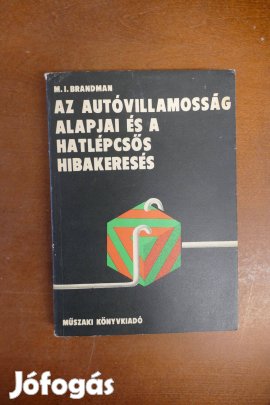 M. I. BRANDMAN
AZ AUTÓVILLAMOSSÁG
ALAPJAI ÉS A
HATLÉPCSŐS
HIBAKERESÉS
MŰSZAKI KÖNYVKIADÓ
Jófogás